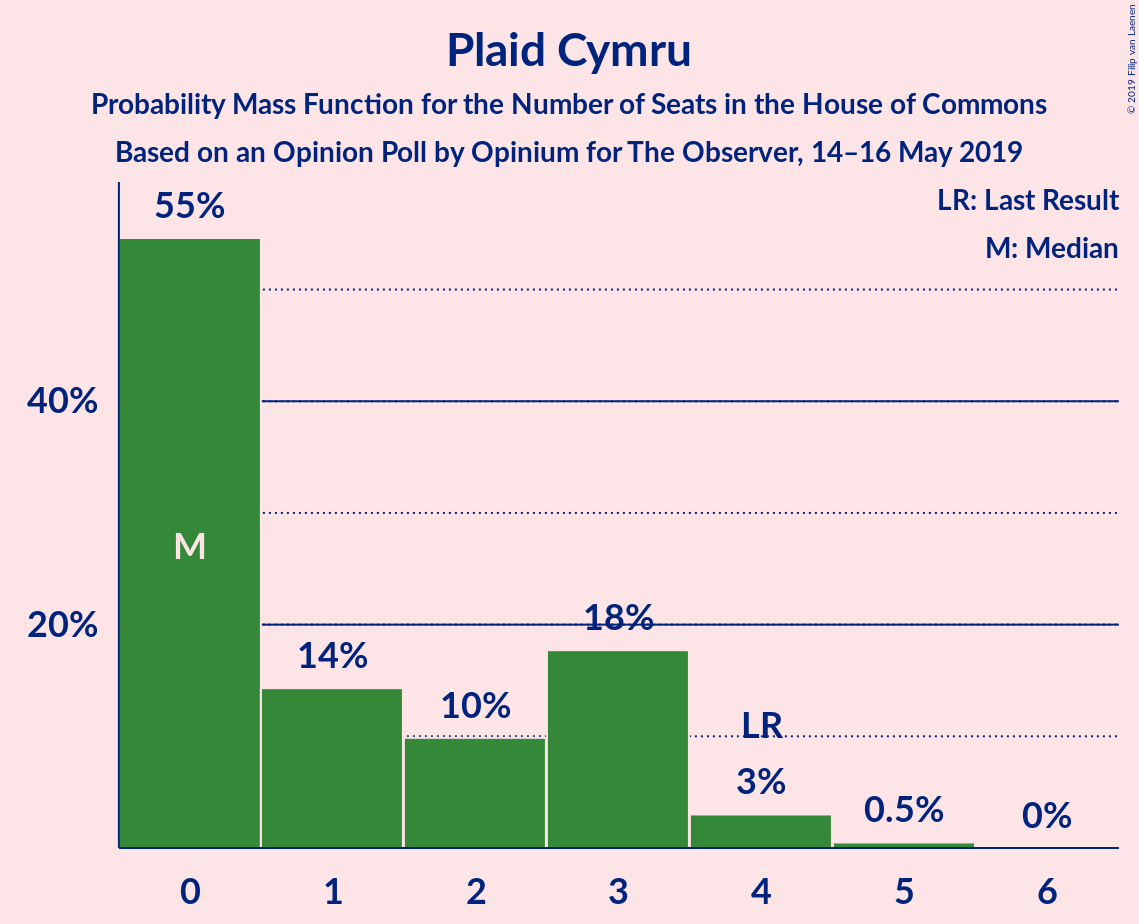 Plaid Cymru
Probability Mass Function for the Number of Seats in the House of Commons
Based on an Opinion Poll by Opinium for The Observer, 14–16 May 2019
© 2019 Filip van Laenen
LR: Last Result
M: Median
55%
40%
M
20%
18%
14%
10%
LR
3%
0.5%
0%
0 1 2 3 4 5 6